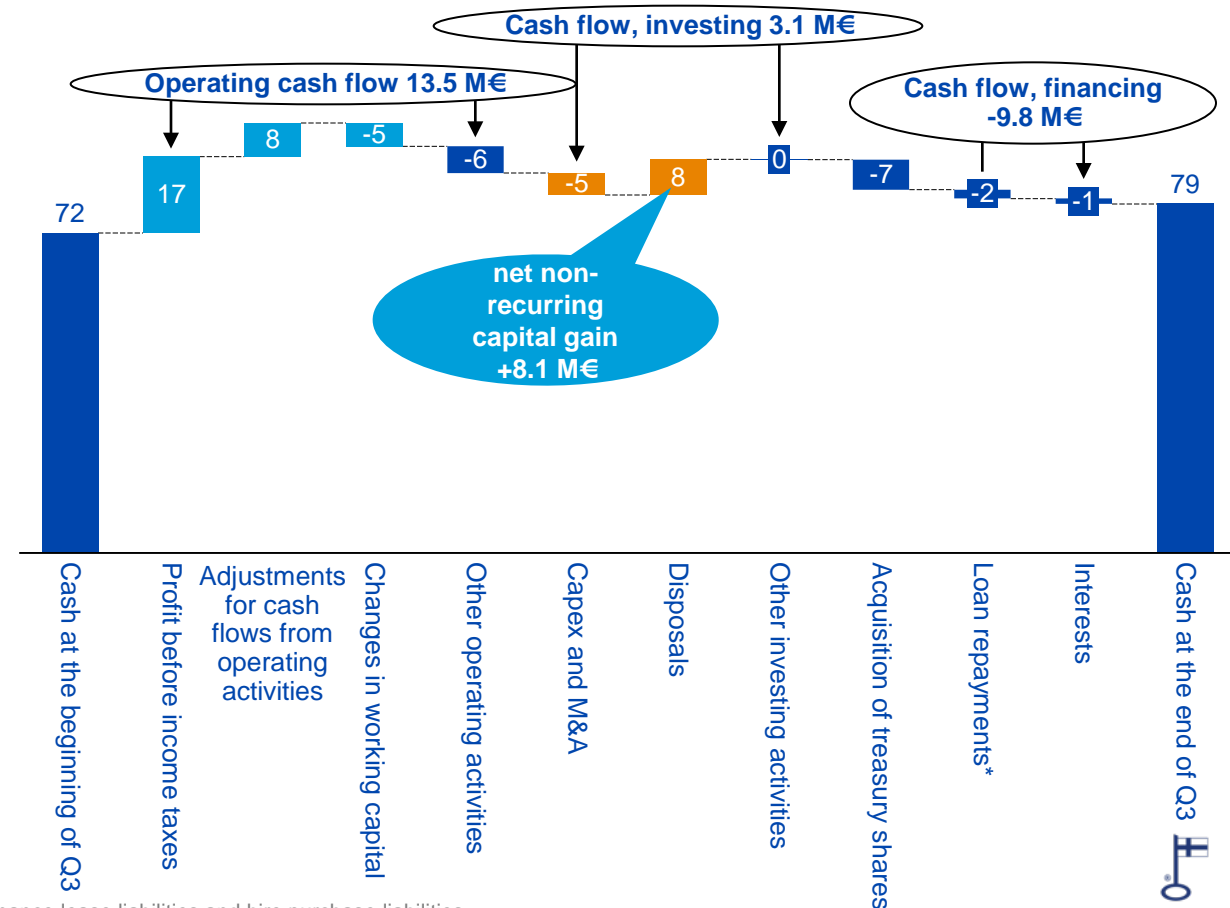 Cash flow, investing 3.1 M€
Operating cash flow 13.5 M€
Cash flow, financing
-9.8 M€
72
17
8
-5
-6
-5
8
0
-7
-2
-1
79
net non-
recurring
capital gain
+8.1 M€
Cash at the beginning of Q3
Profit before income taxes
Adjustments
for cash
flows from
operating
activities
Changes in working capital
Other operating activities
Capex and M&A
Disposals
Other investing activities
Acquisition of treasury shares
Loan repayments*
Interests
Cash at the end of Q3
®